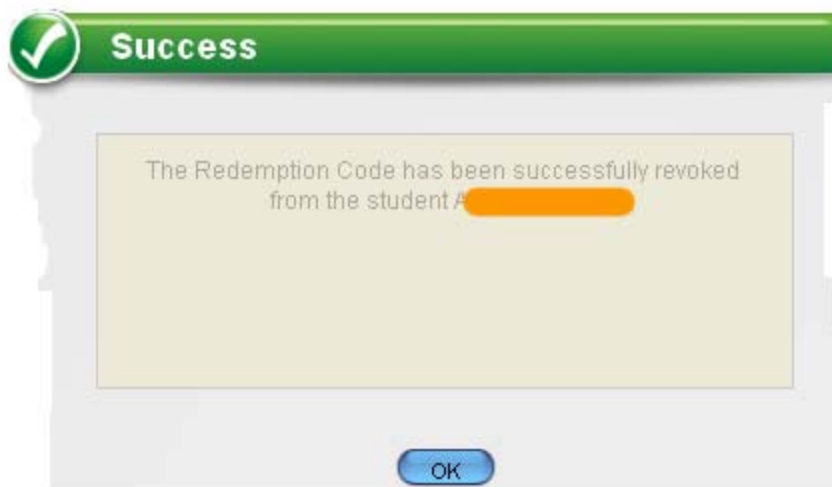 Success
The Redemption Code has been successfully revoked
from the student A
OK